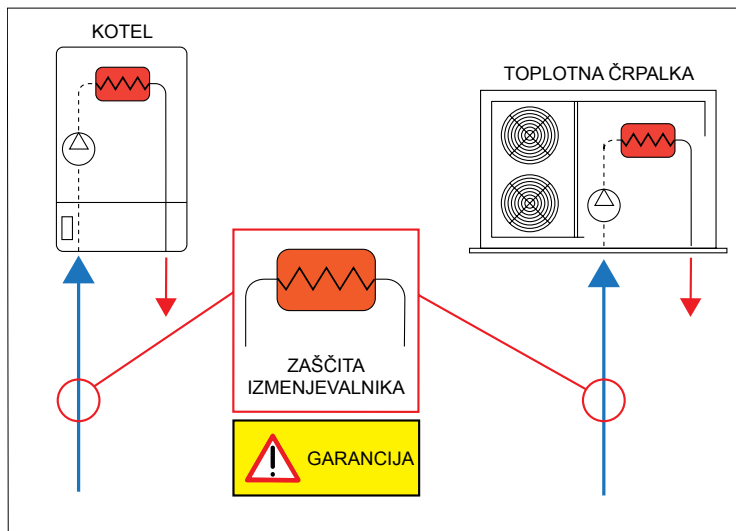 KOTEL
TOPLOTNA ČRPALKA
ZAŠČITA
IZMENJEVALNIKA
GARANCIJA